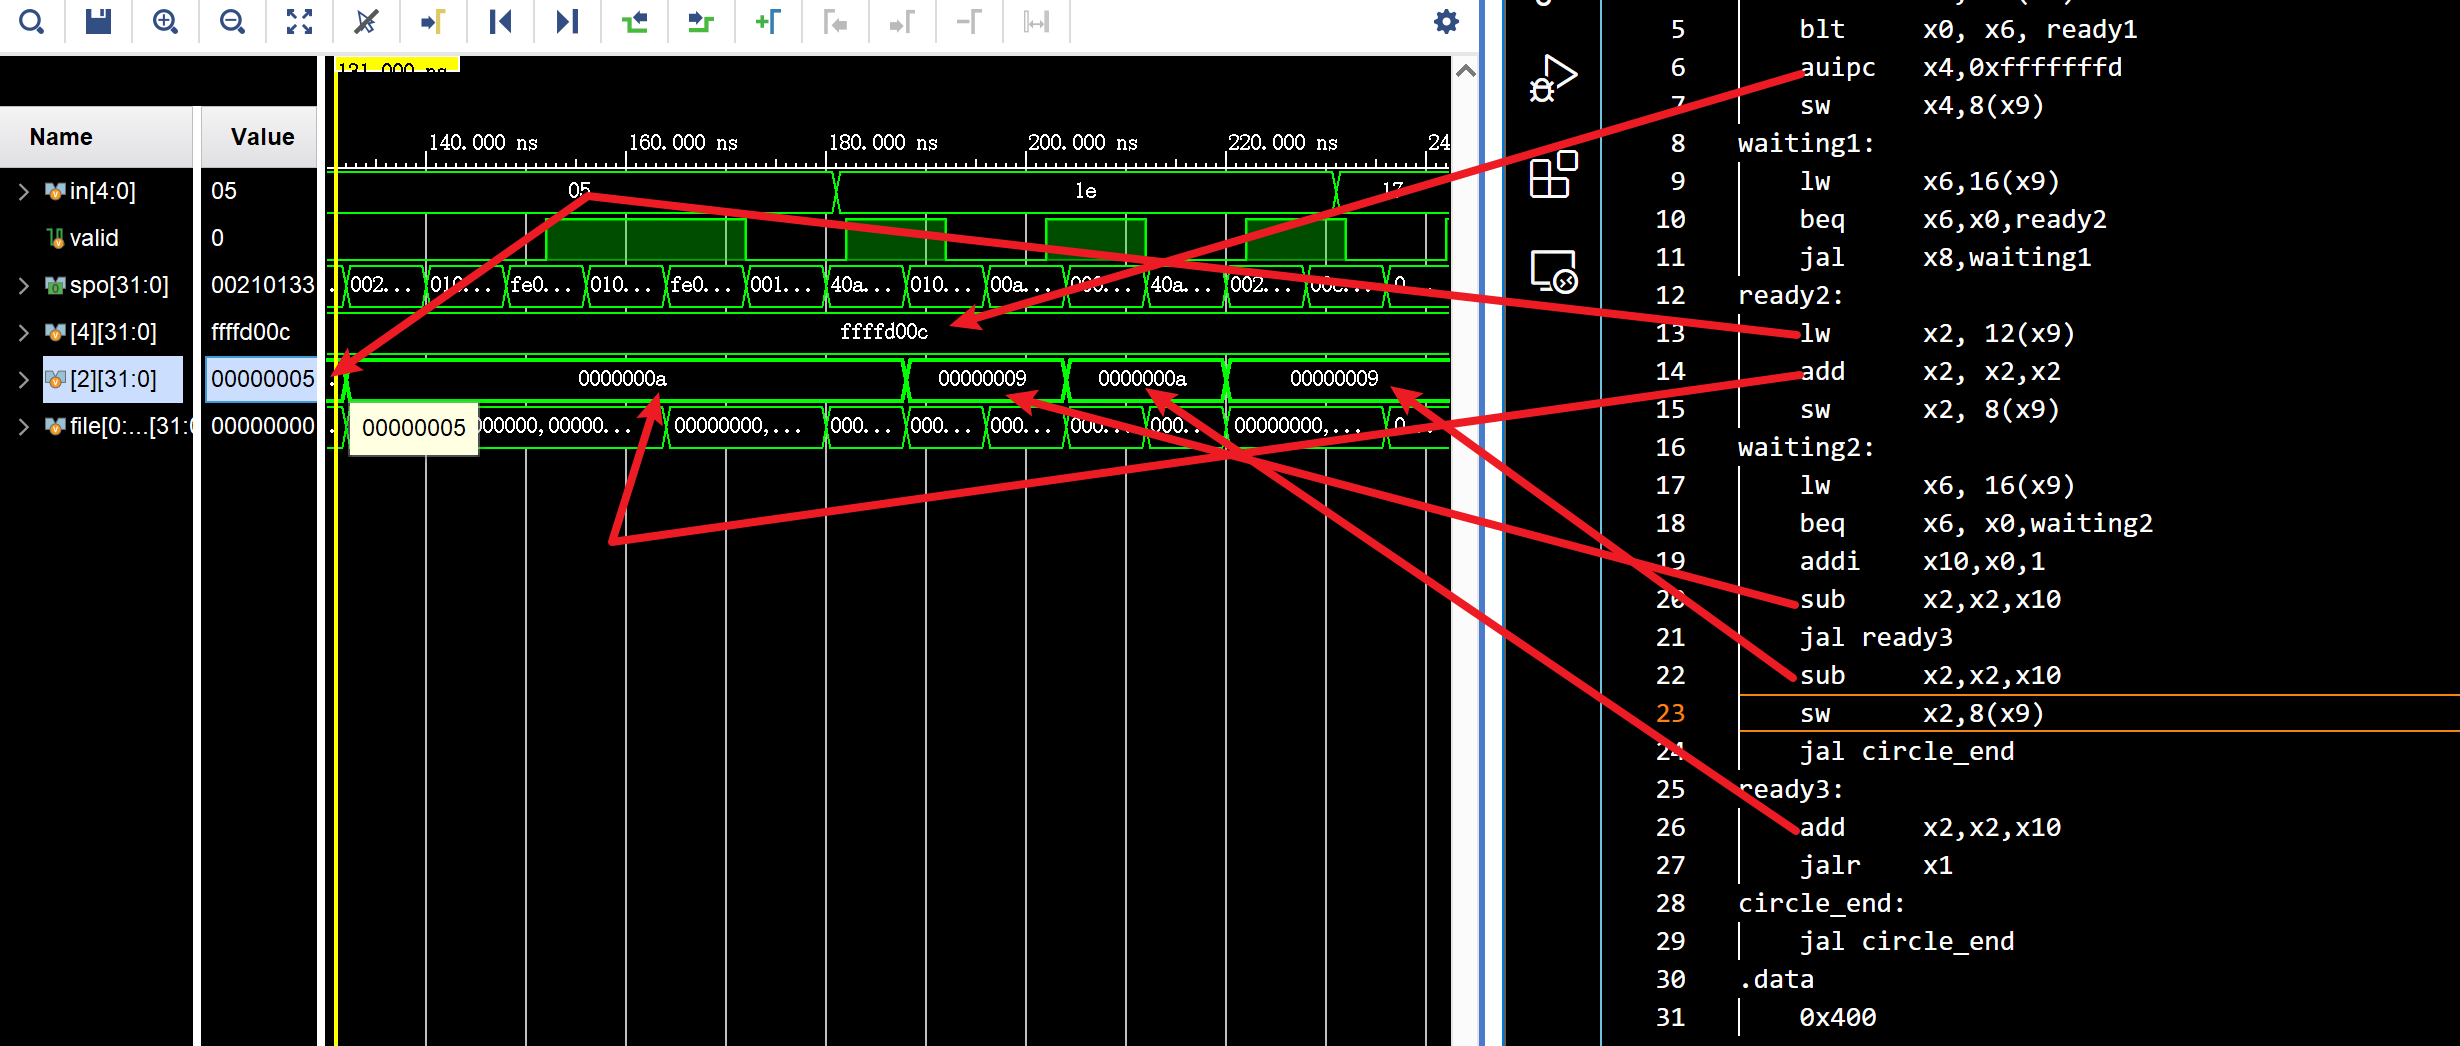 131.000 ns
Name Value
140.000 ns 160.000 ns 180.000 ns 200.000 ns 220.000 ns 24
in[4:0] 05 05 1e 17
valid 0
spo[31:0] 00210133 002... 010... fe0... 010... fe0... 001... 40a... 010... 00a... 000... 40a... 002... 00c... 0...
[4][31:0] ffffd00c ffffd00c
[2][31:0] 00000005 0000000a 00000009 0000000a 00000009
file[0:...[31:0 00000000 000000,00000... 00000000,... 000... 000... 000... 000... 000... 00000000,... 0...
00000005
5 blt x0, x6, ready1
6 auipc x4,0xfffffffd
7 sw x4,8(x9)
8 waiting1:
9 lw x6,16(x9)
10 beq x6,x0,ready2
11 jal x8,waiting1
12 ready2:
13 lw x2, 12(x9)
14 add x2, x2,x2
15 sw x2, 8(x9)
16 waiting2:
17 lw x6, 16(x9)
18 beq x6, x0,waiting2
19 addi x10,x0,1
20 sub x2,x2,x10
21 jal ready3
22 sub x2,x2,x10
23 sw x2,8(x9)
24 jal circle_end
25 ready3:
26 add x2,x2,x10
27 jalr x1
28 circle_end:
29 jal circle_end
30 .data
31 0x400